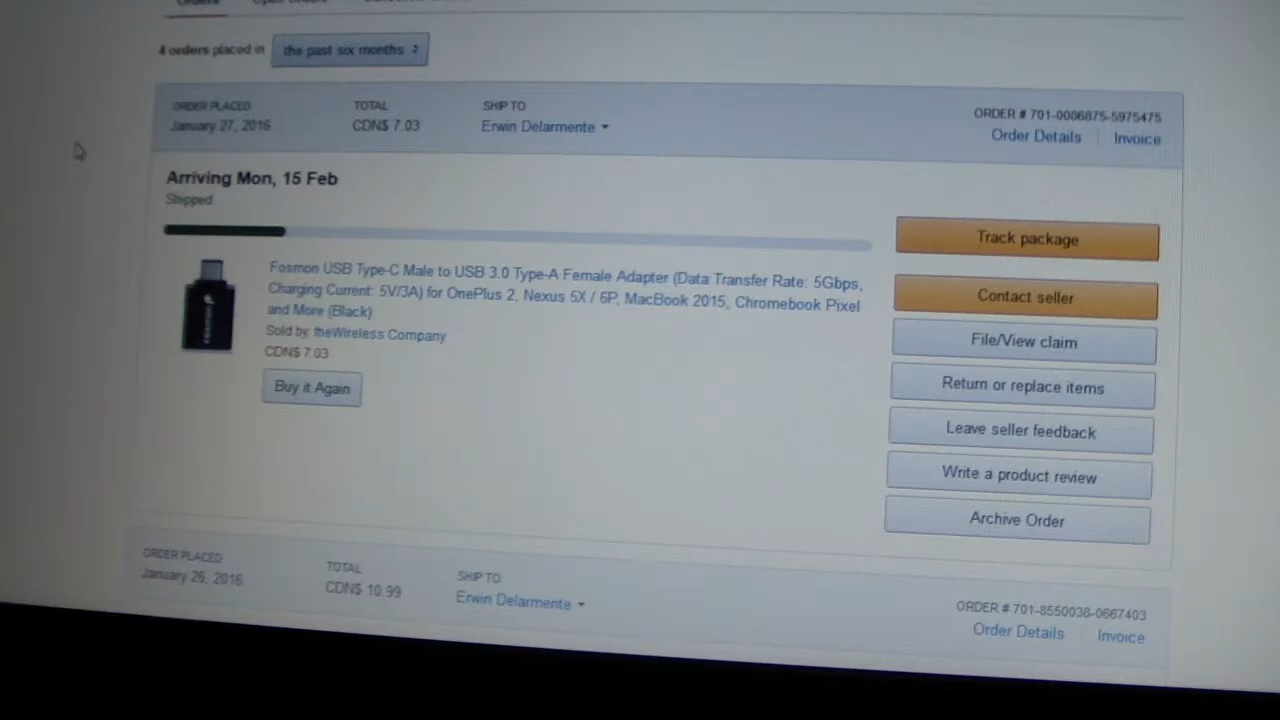 Orders
4 orders placed in the past six months
ORDER PLACED TOTAL SHIP TO ORDER # 701-0086875-5975475
January 27, 2016 CDN$ 7.03 Erwin Delarmente Order Details Invoice
Arriving Mon, 15 Feb
Shipped
Track package
Contact seller
File/View claim
Return or replace items
Leave seller feedback
Write a product review
Archive Order
Fosmon USB Type-C Male to USB 3.0 Type-A Female Adapter (Data Transfer Rate: 5Gbps,
Charging Current: 5V/3A) for OnePlus 2, Nexus 5X / 6P, MacBook 2015, Chromebook Pixel
and More (Black)
Sold by: theWireless Company
CDN$ 7.03
Buy it Again
ORDER PLACED TOTAL SHIP TO ORDER # 701-8550036-0667403
January 26, 2016 CDN$ 10.99 Erwin Delarmente Order Details Invoice